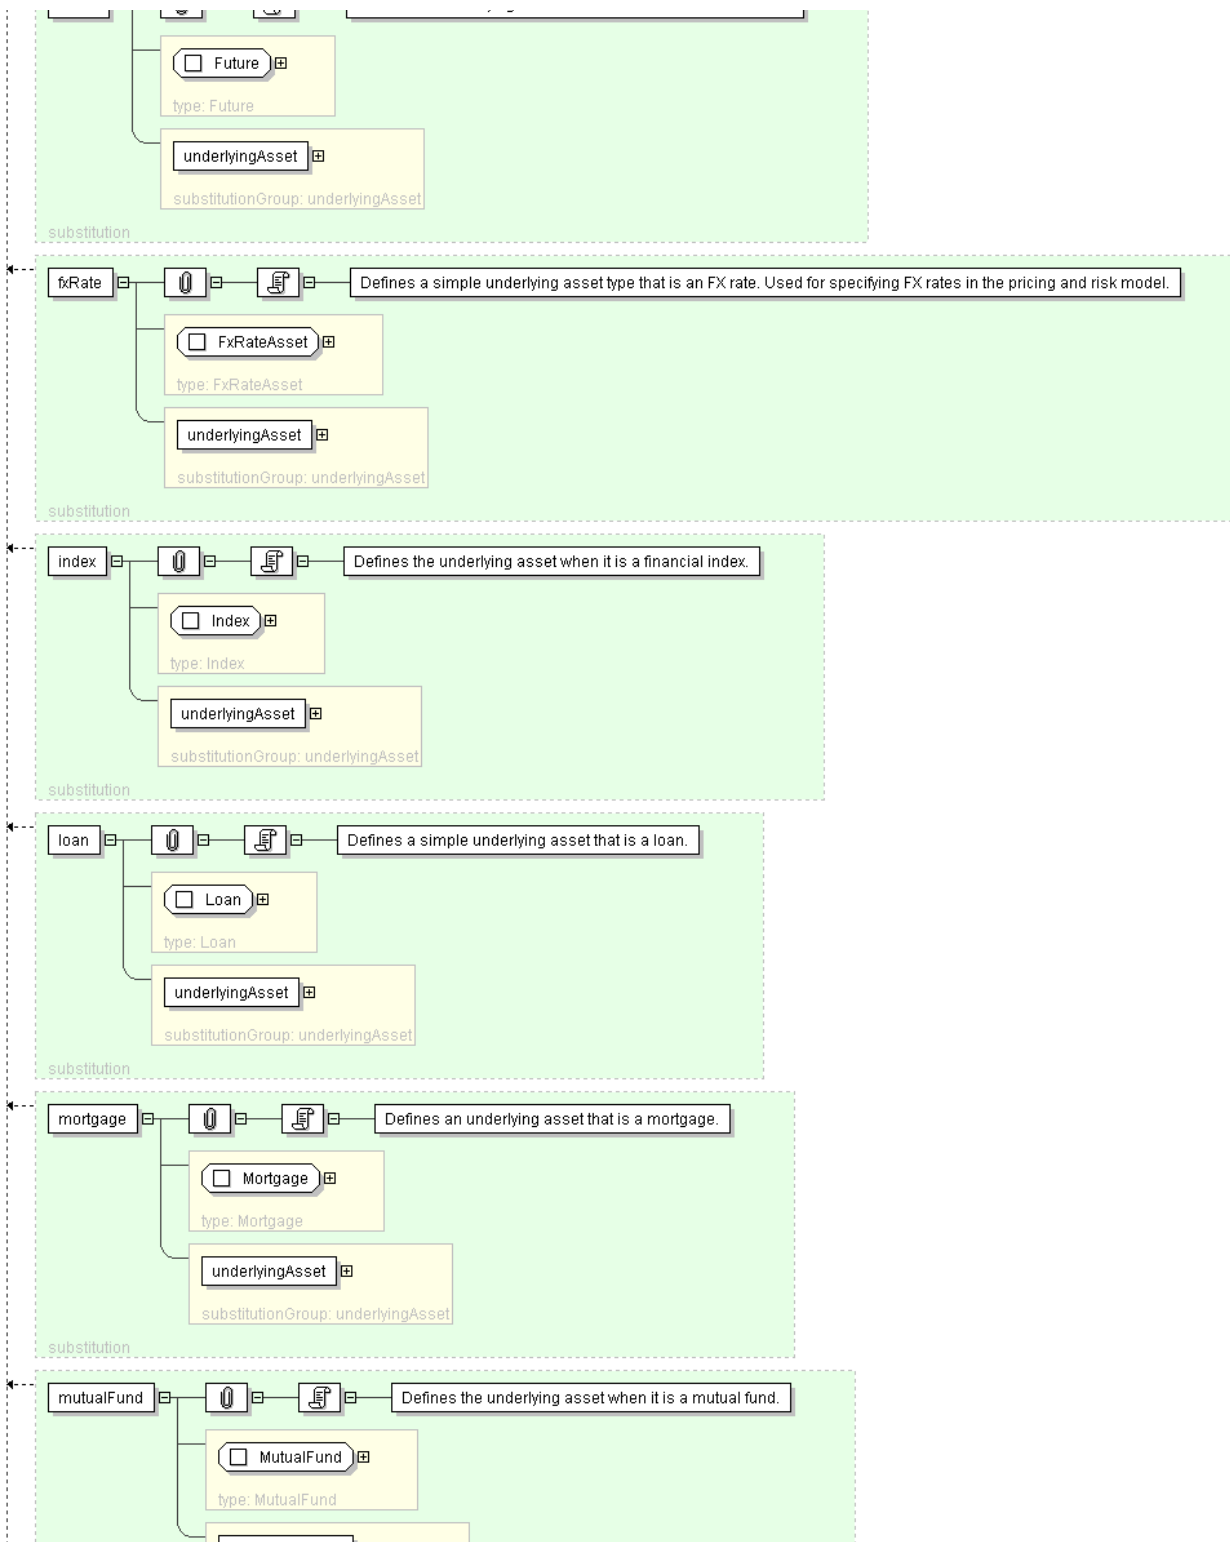 Future
type: Future
underlyingAsset
substitutionGroup: underlyingAsset
substitution
fxRate Defines a simple underlying asset type that is an FX rate. Used for specifying FX rates in the pricing and risk model.
FxRateAsset
type: FxRateAsset
underlyingAsset
substitutionGroup: underlyingAsset
substitution
index Defines the underlying asset when it is a financial index.
Index
type: Index
underlyingAsset
substitutionGroup: underlyingAsset
substitution
loan Defines a simple underlying asset that is a loan.
Loan
type: Loan
underlyingAsset
substitutionGroup: underlyingAsset
substitution
mortgage Defines an underlying asset that is a mortgage.
Mortgage
type: Mortgage
underlyingAsset
substitutionGroup: underlyingAsset
substitution
mutualFund Defines the underlying asset when it is a mutual fund.
MutualFund
type: MutualFund